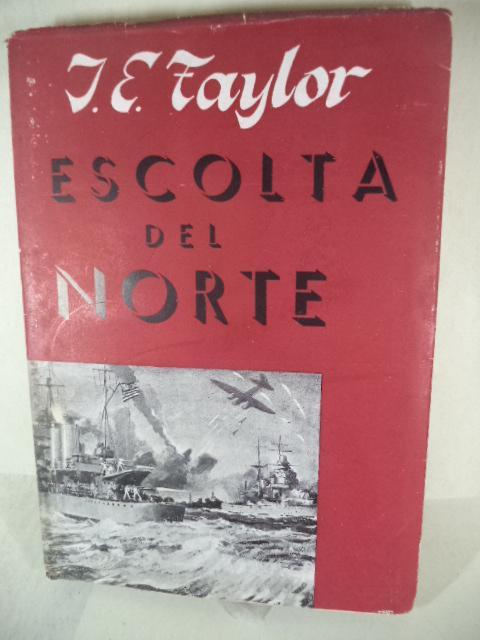 J. E. Taylor
ESCOLTA
DEL
NORTE